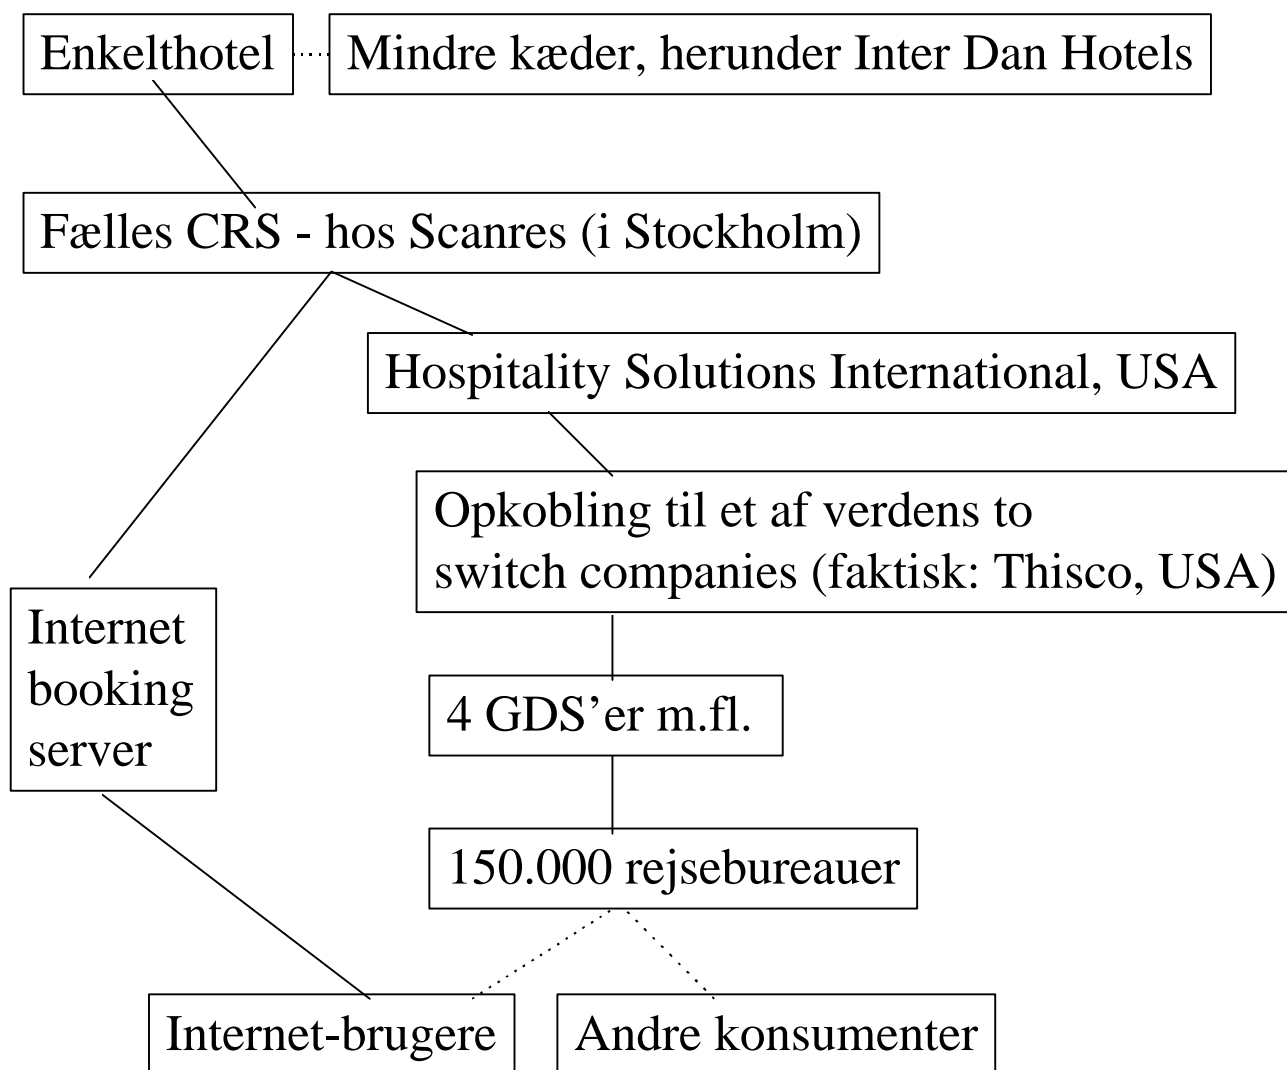 Enkelthotel
Mindre kæder, herunder Inter Dan Hotels
Fælles CRS - hos Scanres (i Stockholm)
Hospitality Solutions International, USA
Opkobling til et af verdens to
switch companies (faktisk: Thisco, USA)
Internet
booking
server
4 GDS’er m.fl.
150.000 rejsebureauer
Internet-brugere
Andre konsumenter